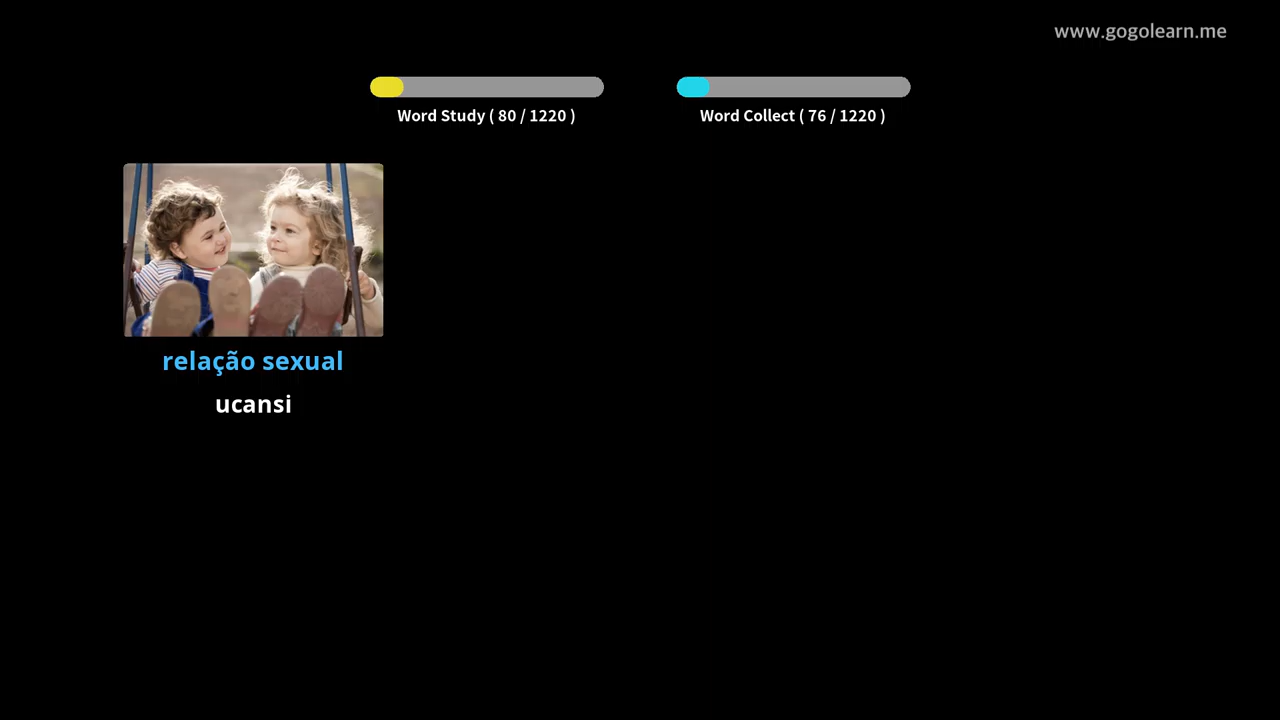 www.gogolearn.me
Word Study ( 80 / 1220 )
Word Collect ( 76 / 1220 )
relação sexual
ucansi